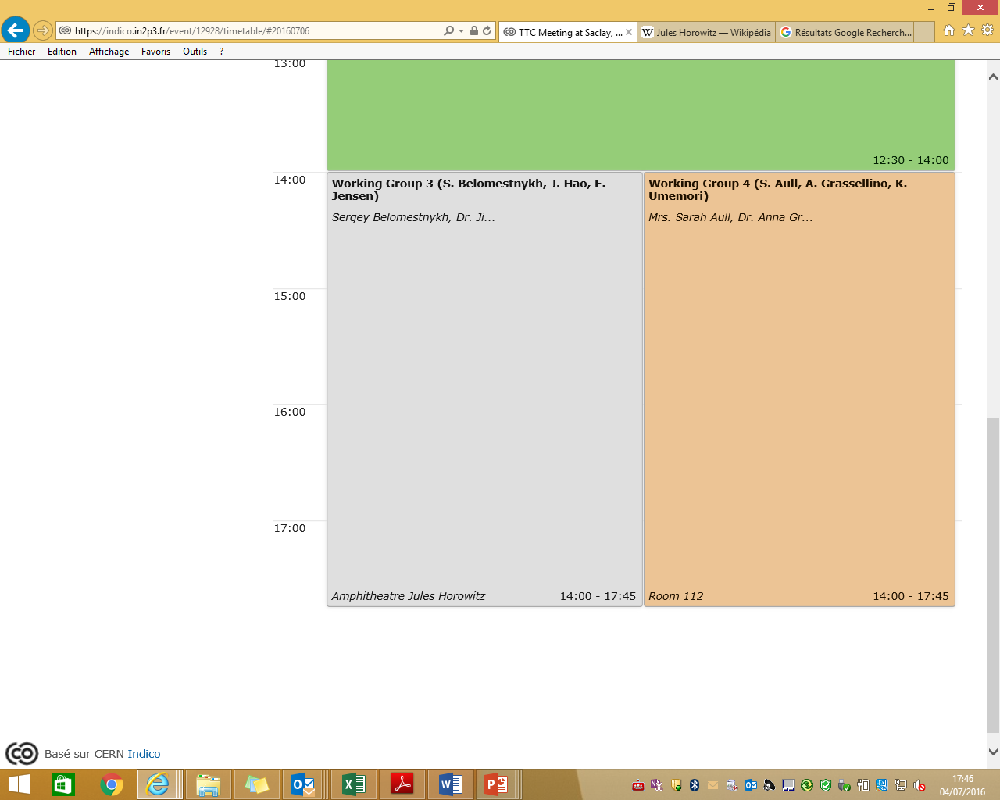 https://indico.in2p3.fr/event/12928/timetable/#20160706
TTC Meeting at Saclay, ...
Jules Horowitz — Wikipédia
Résultats Google Recherch...
Fichier Edition Affichage Favoris Outils ?
13:00
12:30 - 14:00
14:00
Working Group 3 (S. Belomestnykh, J. Hao, E.
Jensen)
Sergey Belomestnykh, Dr. Ji...
Working Group 4 (S. Aull, A. Grassellino, K.
Umemori)
Mrs. Sarah Aull, Dr. Anna Gr...
15:00
16:00
17:00
Amphitheatre Jules Horowitz 14:00 - 17:45
Room 112 14:00 - 17:45
Basé sur CERN Indico
17:46
04/07/2016